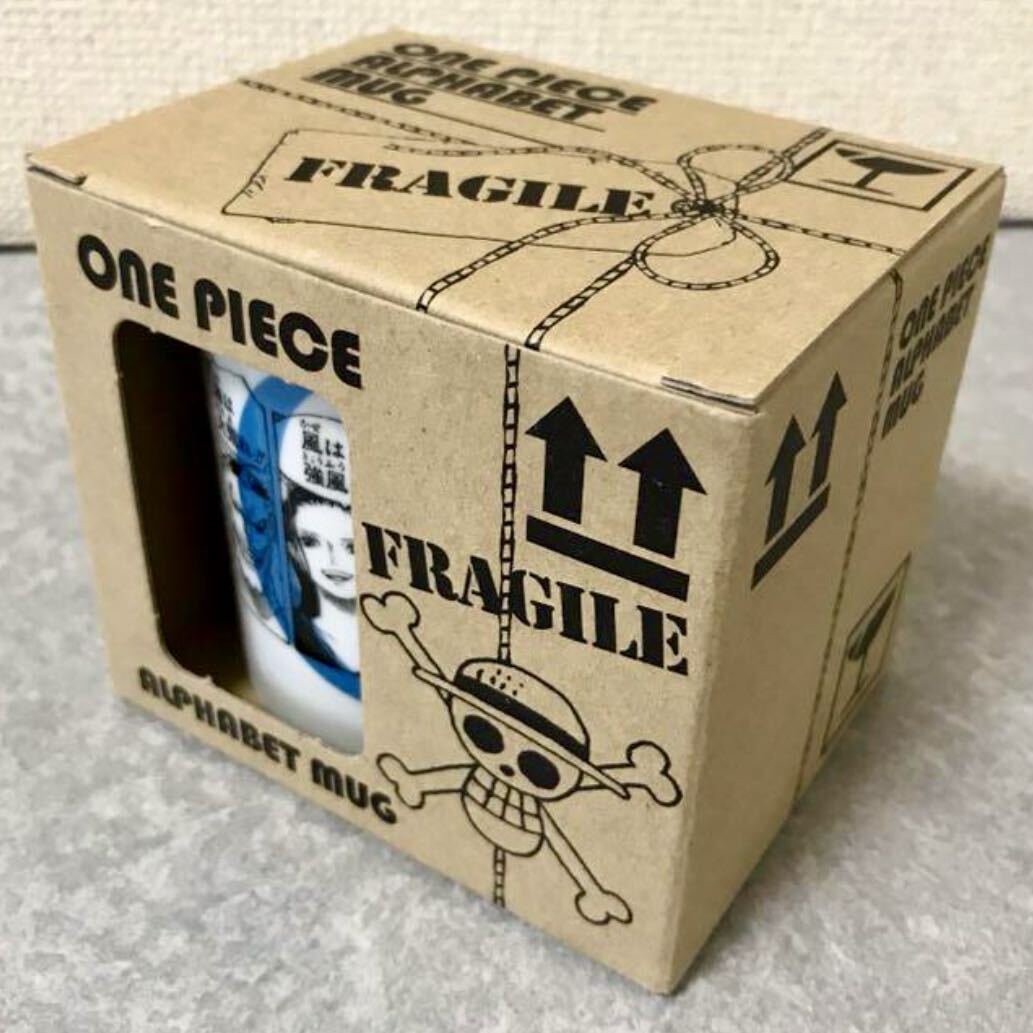 ONE PIECE
ALPHABET
MUG
FRAGILE
ONE PIECE
風は
強風
FRAGILE
ALPHABET MUG
ONE PIECE
ALPHABET
MUG